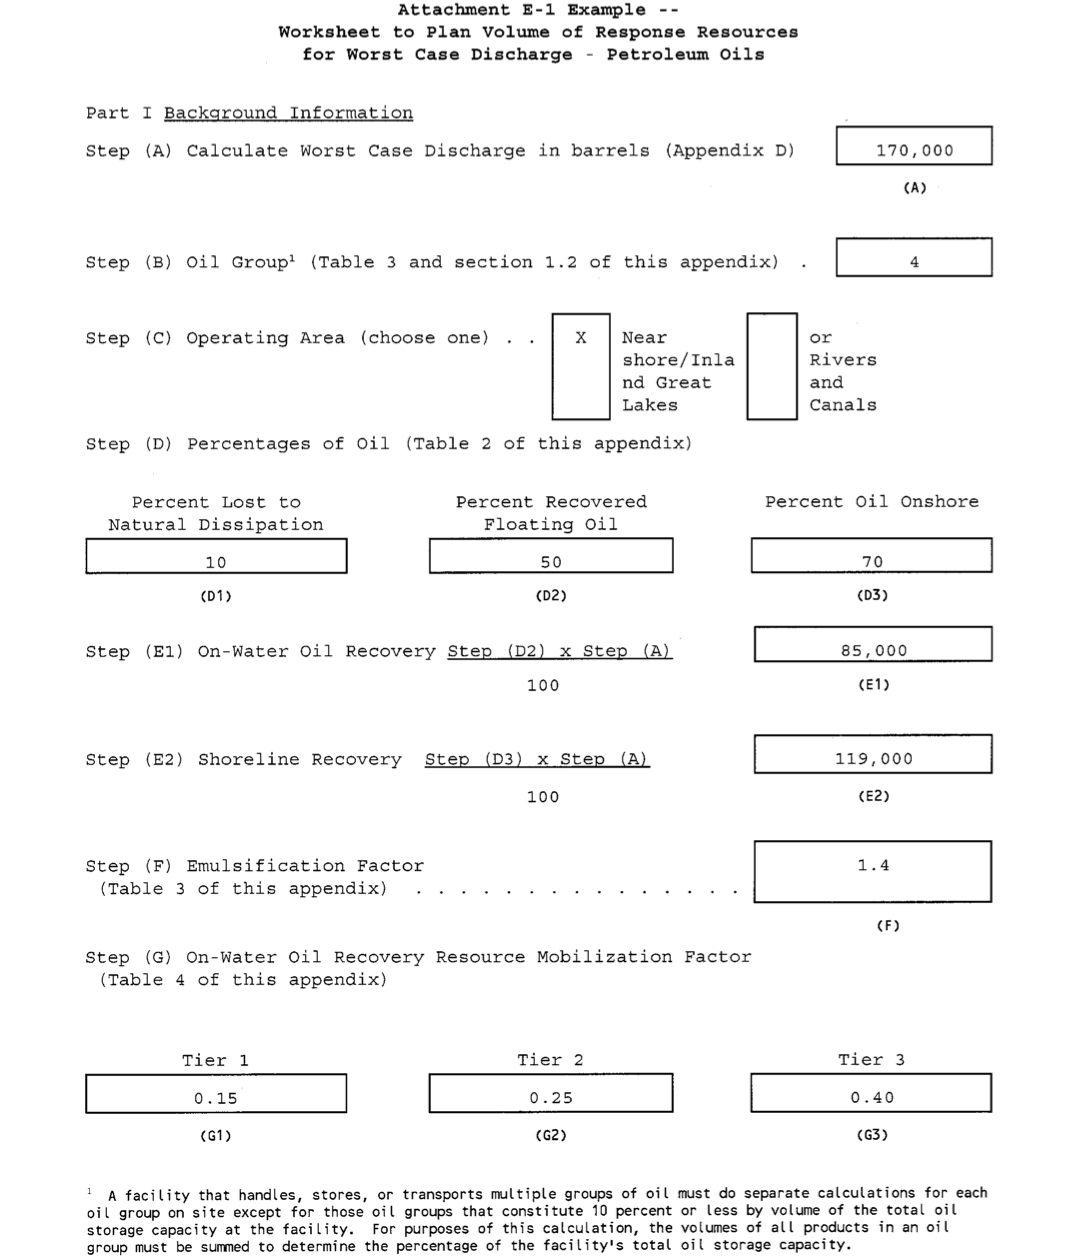 Attachment E-1 Example --
Worksheet to Plan Volume of Response Resources
for Worst Case Discharge - Petroleum Oils
Part I Background Information
Step (A) Calculate Worst Case Discharge in barrels (Appendix D)
170,000
(A)
Step (B) Oil Group¹ (Table 3 and section 1.2 of this appendix) .
4
Step (C) Operating Area (choose one) . .
X
Near
shore/Inla
nd Great
Lakes
or
Rivers
and
Canals
Step (D) Percentages of Oil (Table 2 of this appendix)
Percent Lost to
Natural Dissipation
10
(D1)
Percent Recovered
Floating Oil
50
(D2)
Percent Oil Onshore
70
(D3)
Step (E1) On-Water Oil Recovery Step (D2) x Step (A)
100
85,000
(E1)
Step (E2) Shoreline Recovery Step (D3) x Step (A)
100
119,000
(E2)
Step (F) Emulsification Factor
(Table 3 of this appendix) . . . . . . . . . . . . . . .
1.4
(F)
Step (G) On-Water Oil Recovery Resource Mobilization Factor
(Table 4 of this appendix)
Tier 1
0.15
(G1)
Tier 2
0.25
(G2)
Tier 3
0.40
(G3)
¹ A facility that handles, stores, or transports multiple groups of oil must do separate calculations for each
oil group on site except for those oil groups that constitute 10 percent or less by volume of the total oil
storage capacity at the facility. For purposes of this calculation, the volumes of all products in an oil
group must be summed to determine the percentage of the facility's total oil storage capacity.